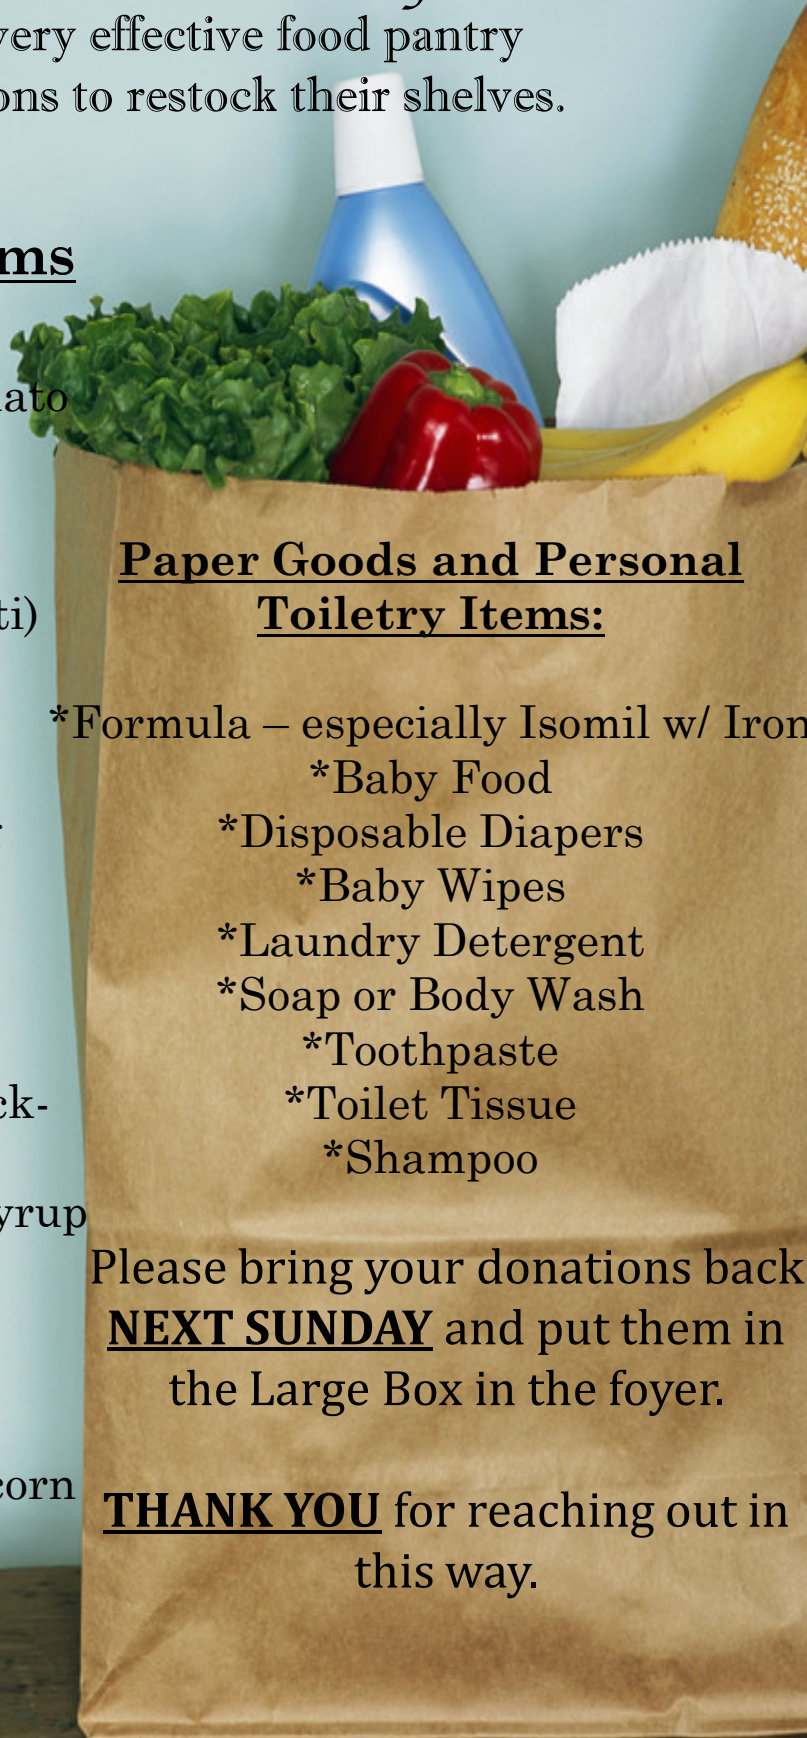 very effective food pantry
ons to restock their shelves.
ms
ato
ti)
Paper Goods and Personal
Toiletry Items:
*Formula – especially Isomil w/ Iron
*Baby Food
*Disposable Diapers
*Baby Wipes
*Laundry Detergent
*Soap or Body Wash
*Toothpaste
*Toilet Tissue
*Shampoo
ck-
yrup
Please bring your donations back
NEXT SUNDAY and put them in
the Large Box in the foyer.
corn
THANK YOU for reaching out in
this way.